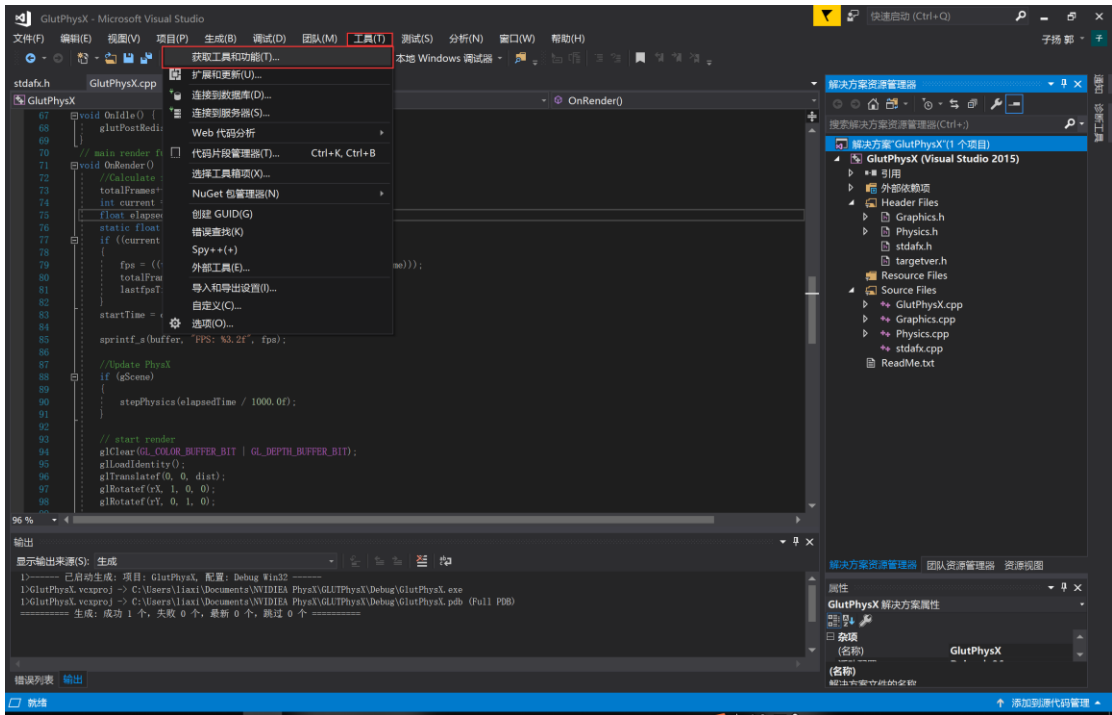 GlutPhysX - Microsoft Visual Studio
快速启动 (Ctrl+Q)
文件(F) 编辑(E) 视图(V) 项目(P) 生成(B) 调试(D) 团队(M) 工具(T) 测试(S) 分析(N) 窗口(W) 帮助(H)
子扬 郭
子
本地 Windows 调试器
获取工具和功能(T)...
扩展和更新(U)...
连接到数据库(D)...
连接到服务器(S)...
Web 代码分析
代码片段管理器(T)... Ctrl+K, Ctrl+B
选择工具箱项(X)...
NuGet 包管理器(N)
创建 GUID(G)
错误查找(K)
Spy++(+)
外部工具(E)...
导入和导出设置(I)...
自定义(C)...
选项(O)...
stdafx.h GlutPhysX.cpp
GlutPhysX
OnRender()
67 void OnIdle() {
68 glutPostRedi
69 }
70 // main render f
71 void OnRender()
72 //Calculate
73 totalFrames+
74 int current
75 float elapse
76 static float
77 if ((current
78 {
79 fps = (( me)));
80 totalFra
81 lastfpsT
82 }
83 startTime =
84
85 sprintf_s(buffer, "FPS: %3.2f", fps);
86
87 //Update PhysX
88 if (gScene)
89 {
90 stepPhysics(elapsedTime / 1000.0f);
91 }
92
93 // start render
94 glClear(GL_COLOR_BUFFER_BIT | GL_DEPTH_BUFFER_BIT);
95 glLoadIdentity();
96 glTranslatef(0, 0, dist);
97 glRotatef(rX, 1, 0, 0);
98 glRotatef(rY, 0, 1, 0);
96 %
输出
显示输出来源(S): 生成
1>------ 已启动生成: 项目: GlutPhysX, 配置: Debug Win32 ------
1>GlutPhysX.vcxproj -> C:\Users\liaxi\Documents\NVIDIEA PhysX\GLUTPhysX\Debug\GlutPhysX.exe
1>GlutPhysX.vcxproj -> C:\Users\liaxi\Documents\NVIDIEA PhysX\GLUTPhysX\Debug\GlutPhysX.pdb (Full PDB)
========== 生成: 成功 1 个，失败 0 个，最新 0 个，跳过 0 个 ==========
错误列表 输出
就绪
解决方案资源管理器
搜索解决方案资源管理器(Ctrl+;)
解决方案"GlutPhysX"(1 个项目)
GlutPhysX (Visual Studio 2015)
引用
外部依赖项
Header Files
Graphics.h
Physics.h
stdafx.h
targetver.h
Resource Files
Source Files
GlutPhysX.cpp
Graphics.cpp
Physics.cpp
stdafx.cpp
ReadMe.txt
解决方案资源管理器 团队资源管理器 资源视图
属性
GlutPhysX 解决方案属性
杂项
(名称) GlutPhysX
(名称)
解决方案文件的名称
诊断工具
添加到源代码管理